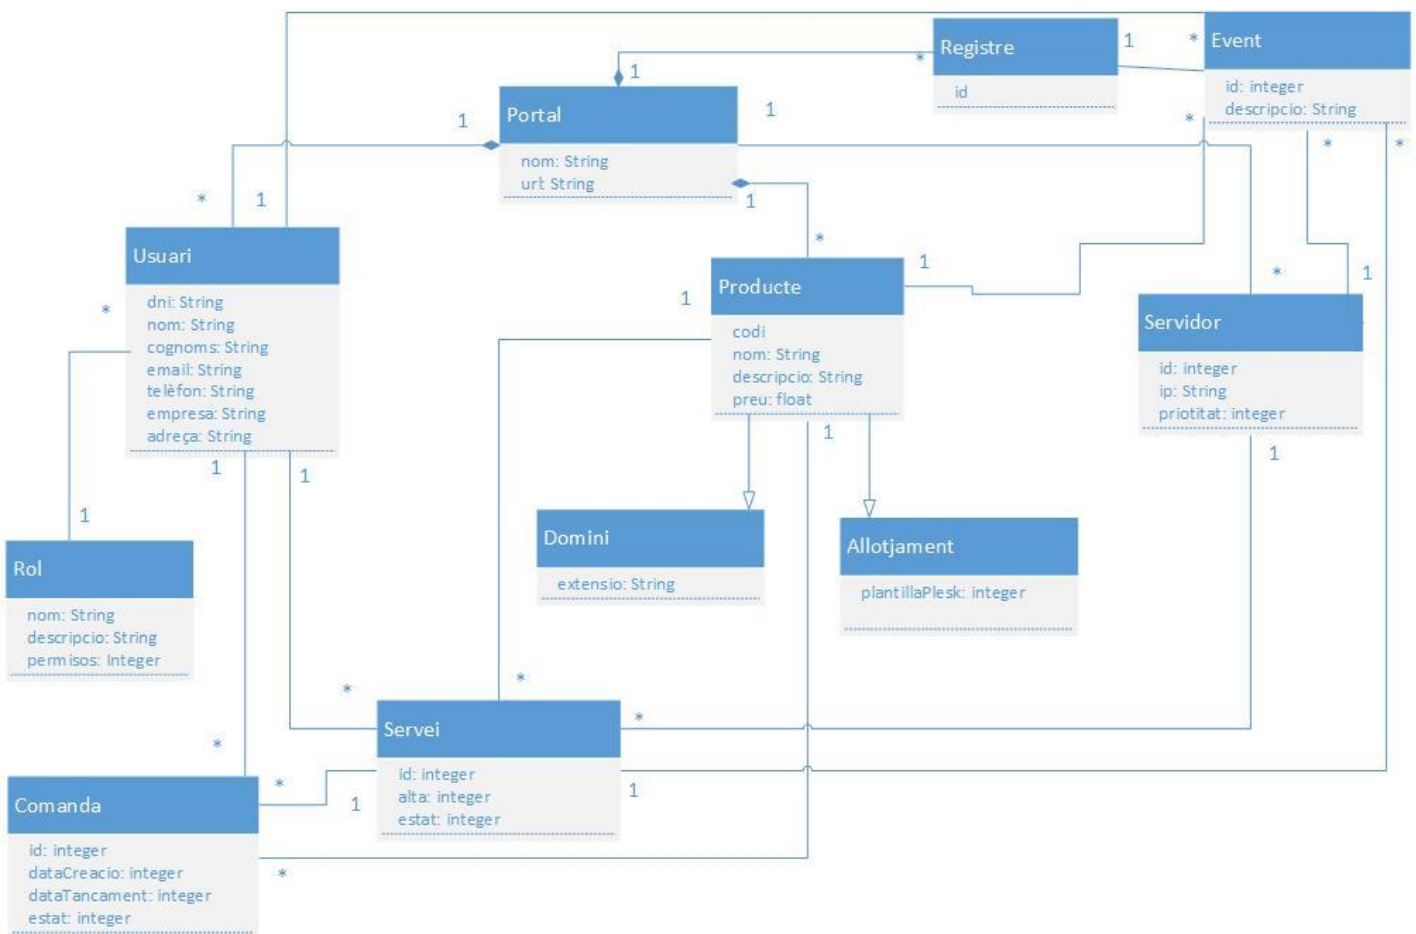 Registre
id
1
*
Event
id: integer
descripcio: String
*
1
Portal
nom: String
url: String
1
1
1
*
*
*
*
1
Usuari
dni: String
nom: String
cognoms: String
email: String
telèfon: String
empresa: String
adreça: String
*
*
1
1
Producte
codi
nom: String
descripcio: String
preu: float
*
1
Servidor
id: integer
ip: String
priotitat: integer
1
1
1
1
1
Rol
nom: String
descripcio: String
permisos: Integer
Domini
extensio: String
Allotjament
plantillaPlesk: integer
*
*
*
Servei
id: integer
alta: integer
estat: integer
*
*
1
1
Comanda
id: integer
dataCreacio: integer
dataTancament: integer
estat: integer
*